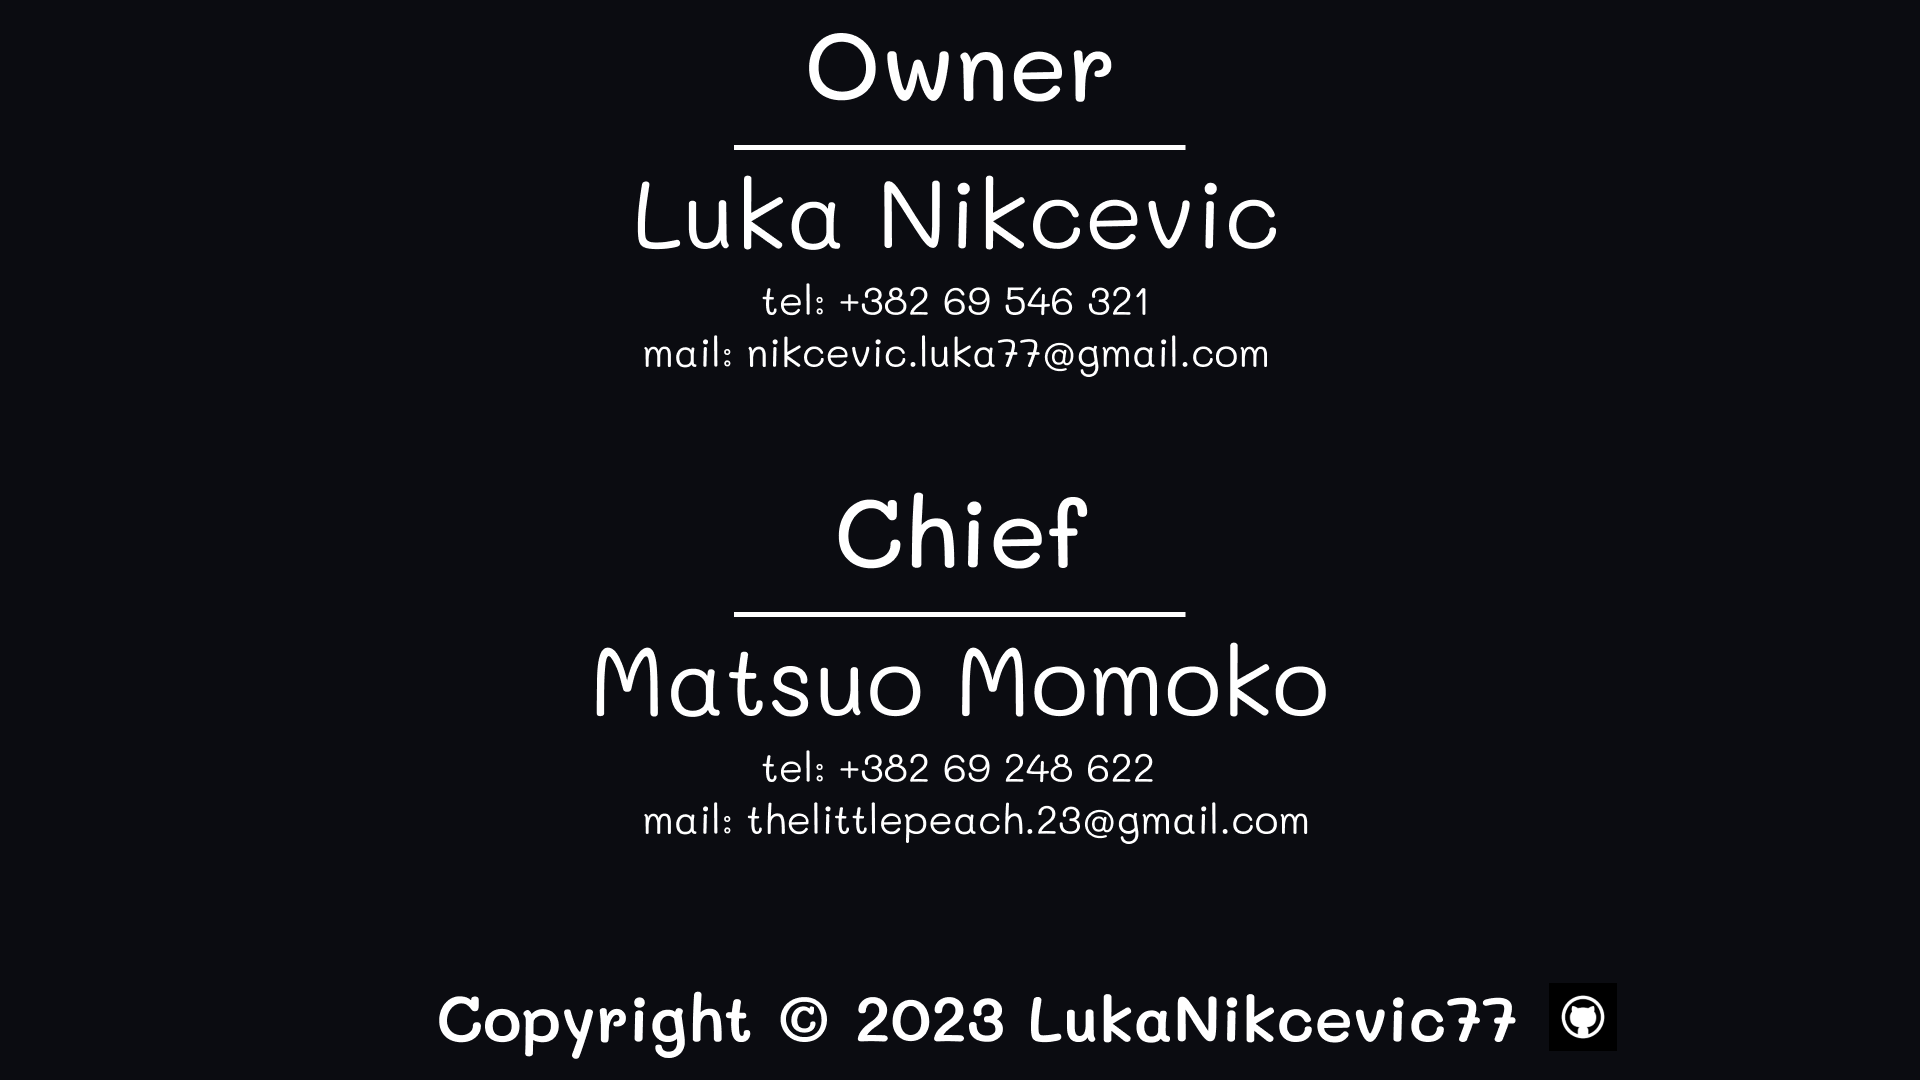 Owner
Luka Nikcevic
tel: +382 69 546 321
mail: nikcevic.luka77@gmail.com
Chief
Matsuo Momoko
tel: +382 69 248 622
mail: thelittlepeach.23@gmail.com
Copyright © 2023 LukaNikcevic77